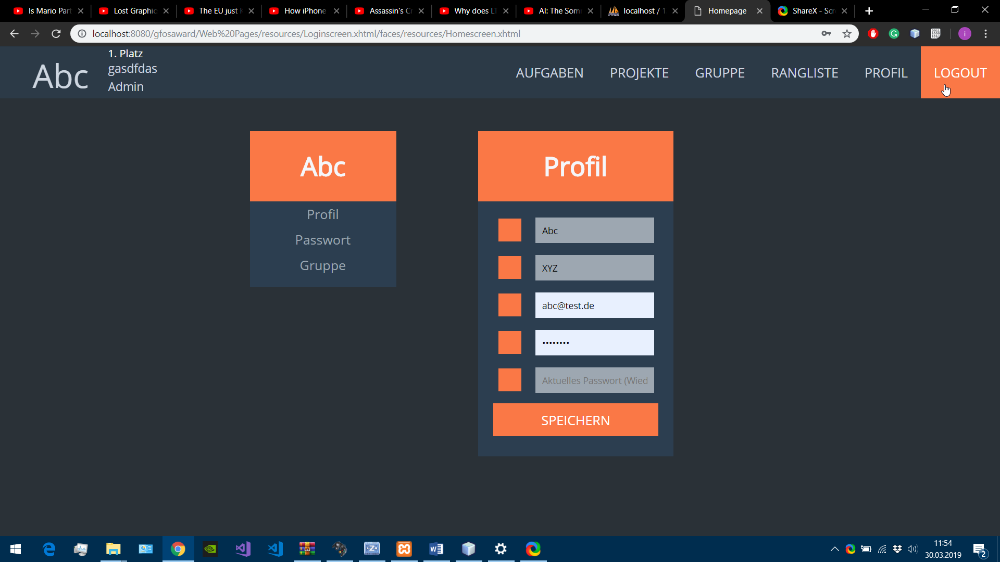 Is Mario Part
Lost Graphic
The EU just
How iPhone
Assassin's C
Why does LT
AI: The Som
localhost / 1
Homepage
ShareX - Scr
localhost:8080/gfosaward/Web%20Pages/resources/Loginscreen.xhtml/faces/resources/Homescreen.xhtml
Abc
1. Platz
gasdfdas
Admin
AUFGABEN
PROJEKTE
GRUPPE
RANGLISTE
PROFIL
LOGOUT
Abc
Profil
Passwort
Gruppe
Profil
Abc
XYZ
abc@test.de
••••••••
Aktuelles Passwort (Wied
SPEICHERN
11:54
30.03.2019
2